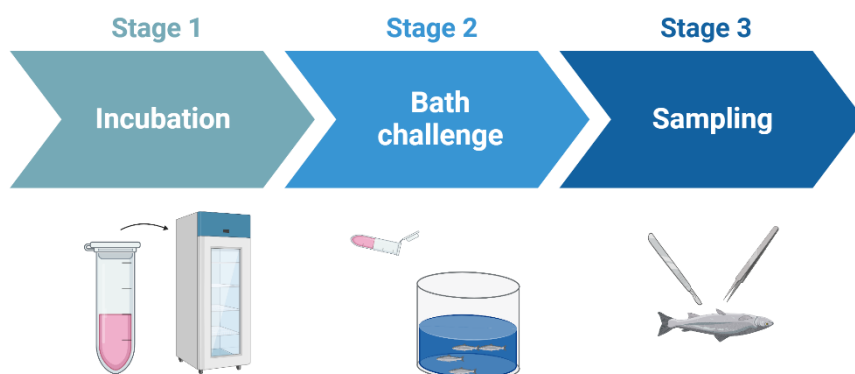 Stage 1
Stage 2
Stage 3
Incubation
Bath
challenge
Sampling